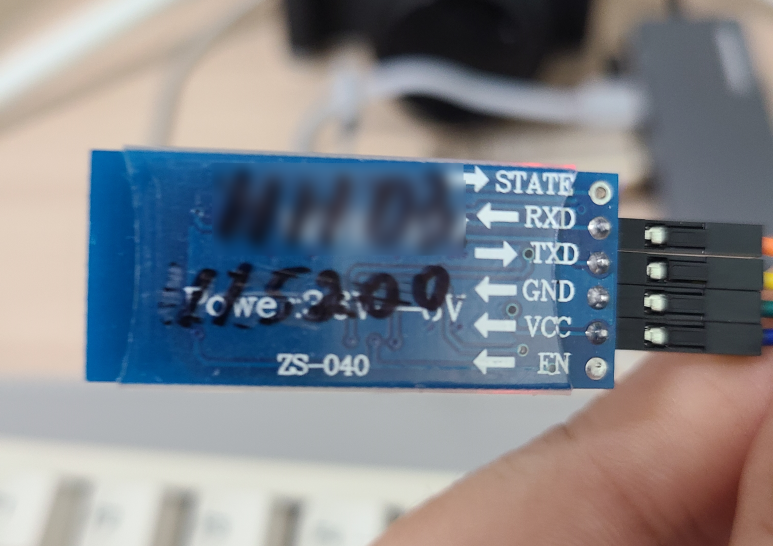 STATE
RXD
TXD
GND
115200
VCC
ZS-040
EN